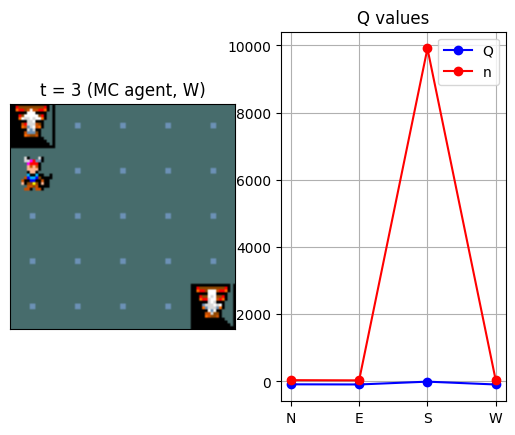 Q values
t = 3 (MC agent, W)
Q
n
10000
8000
6000
4000
2000
0
N E S W